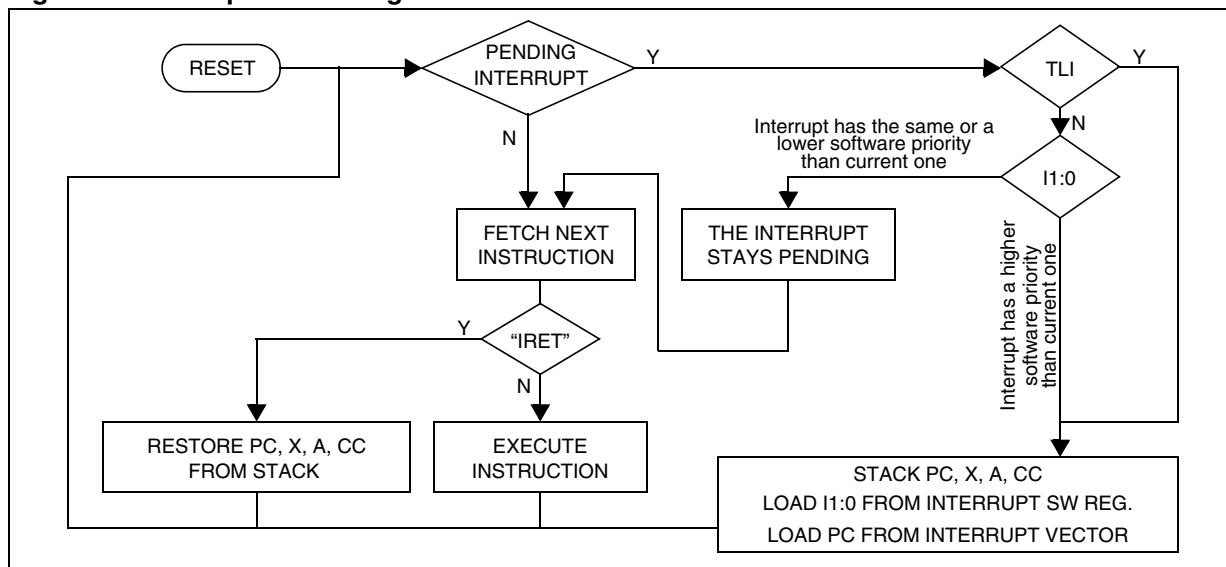 RESET
PENDING
INTERRUPT
Y
TLI
Y
N
N
Interrupt has the same or a
lower software priority
than current one
I1:0
FETCH NEXT
INSTRUCTION
THE INTERRUPT
STAYS PENDING
Interrupt has a higher
software priority
than current one
Y
“IRET”
N
RESTORE PC, X, A, CC
FROM STACK
EXECUTE
INSTRUCTION
STACK PC, X, A, CC
LOAD I1:0 FROM INTERRUPT SW REG.
LOAD PC FROM INTERRUPT VECTOR